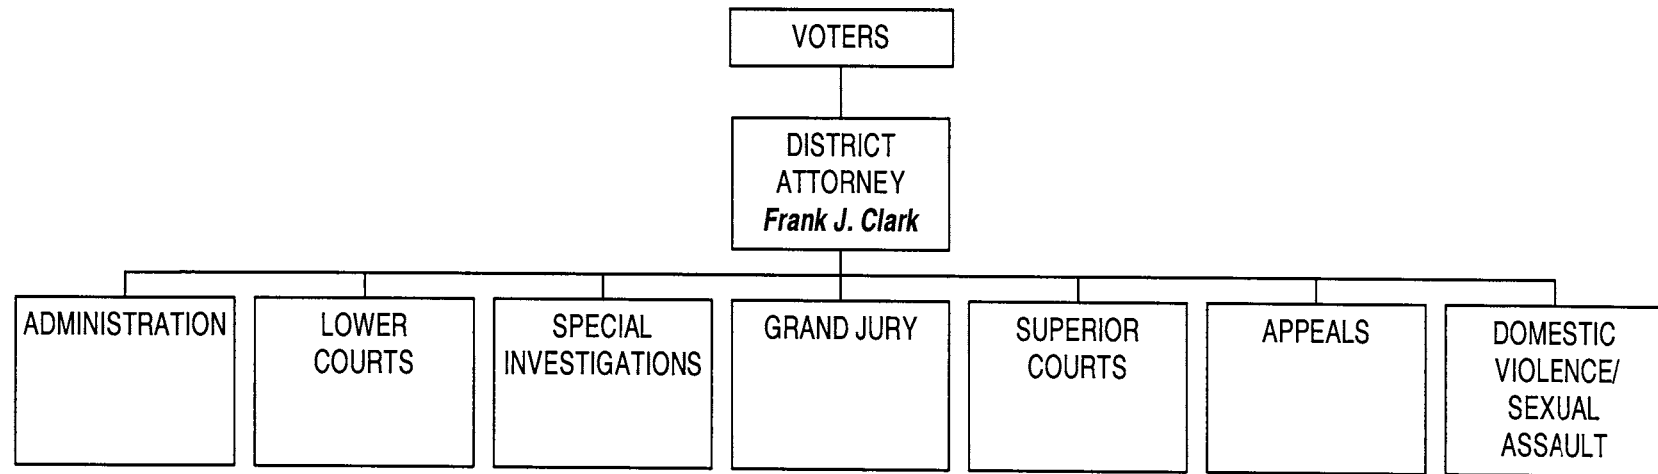 VOTERS
DISTRICT
ATTORNEY
Frank J. Clark
ADMINISTRATION
LOWER
COURTS
SPECIAL
INVESTIGATIONS
GRAND JURY
SUPERIOR
COURTS
APPEALS
DOMESTIC
VIOLENCE/
SEXUAL
ASSAULT